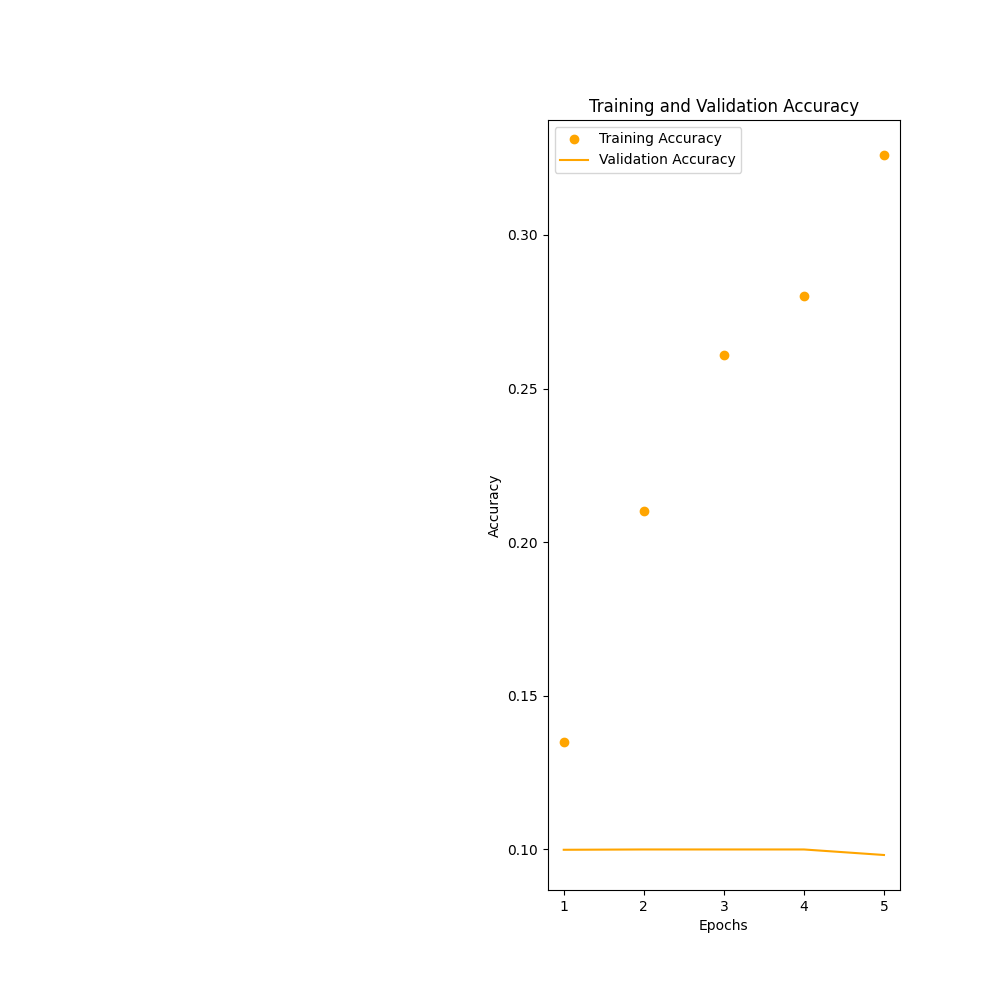 Training and Validation Accuracy
Training Accuracy
Validation Accuracy
0.30
0.25
0.20
0.15
0.10
Accuracy
1 2 3 4 5
Epochs